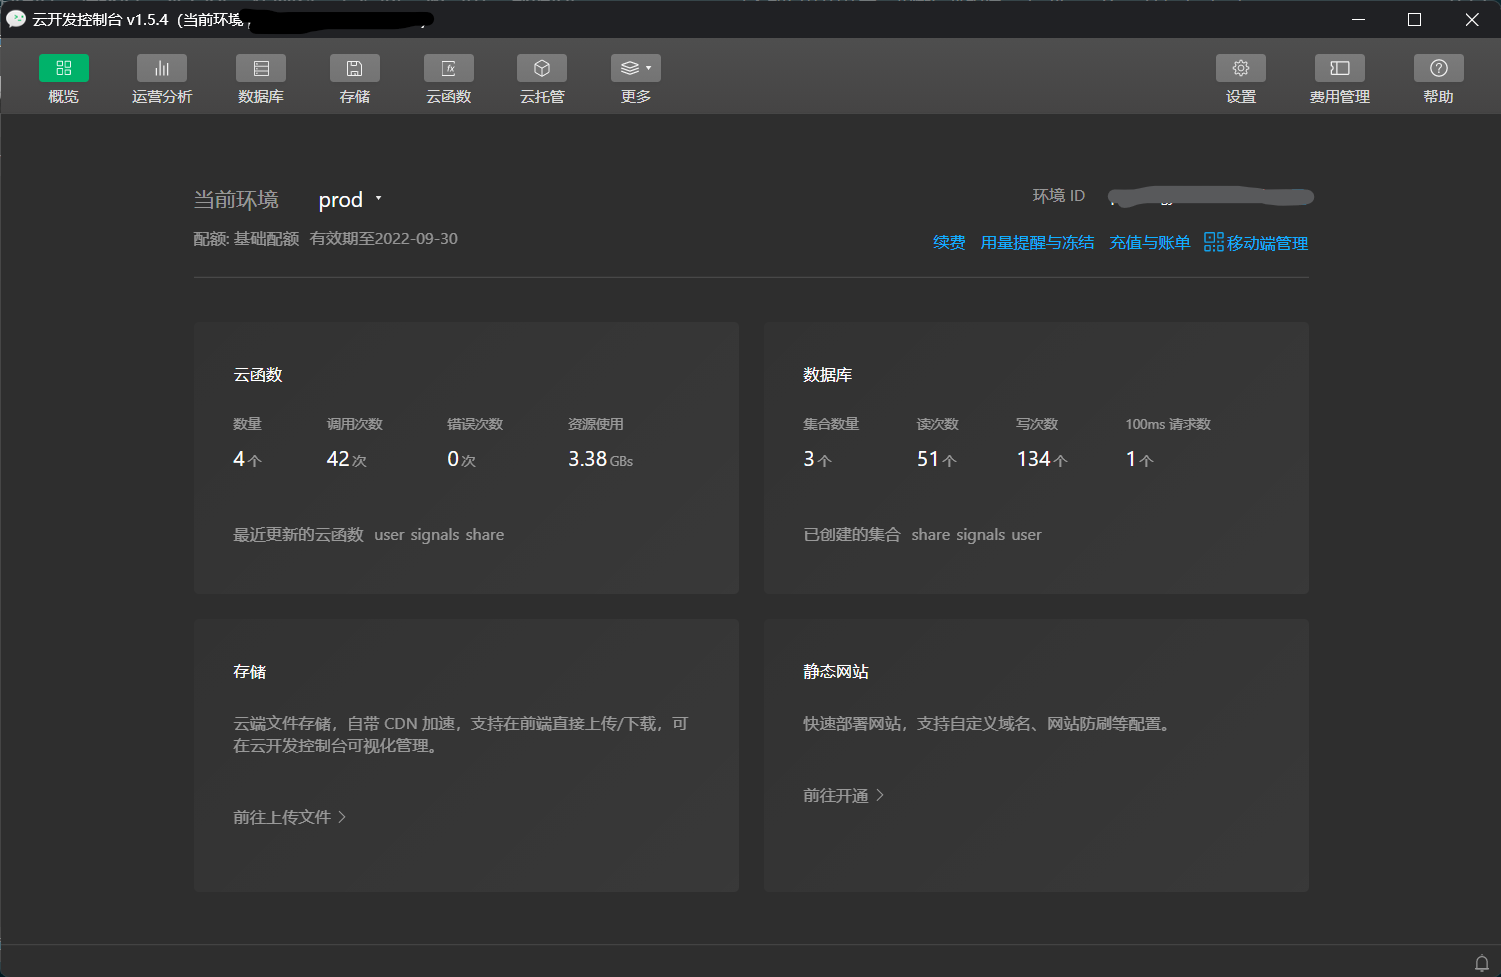 云开发控制台 v1.5.4（当前环境
概览 运营分析 数据库 存储 云函数 云托管 更多 设置 费用管理 帮助
当前环境 prod 环境 ID
配额: 基础配额 有效期至2022-09-30
续费 用量提醒与冻结 充值与账单 移动端管理
云函数
数量 调用次数 错误次数 资源使用
4 个 42 次 0 次 3.38 GBs
最近更新的云函数 user signals share
数据库
集合数量 读次数 写次数 100ms 请求数
3 个 51 个 134 个 1 个
已创建的集合 share signals user
存储
云端文件存储，自带 CDN 加速，支持在前端直接上传/下载，可
在云开发控制台可视化管理。
前往上传文件
静态网站
快速部署网站，支持自定义域名、网站防刷等配置。
前往开通